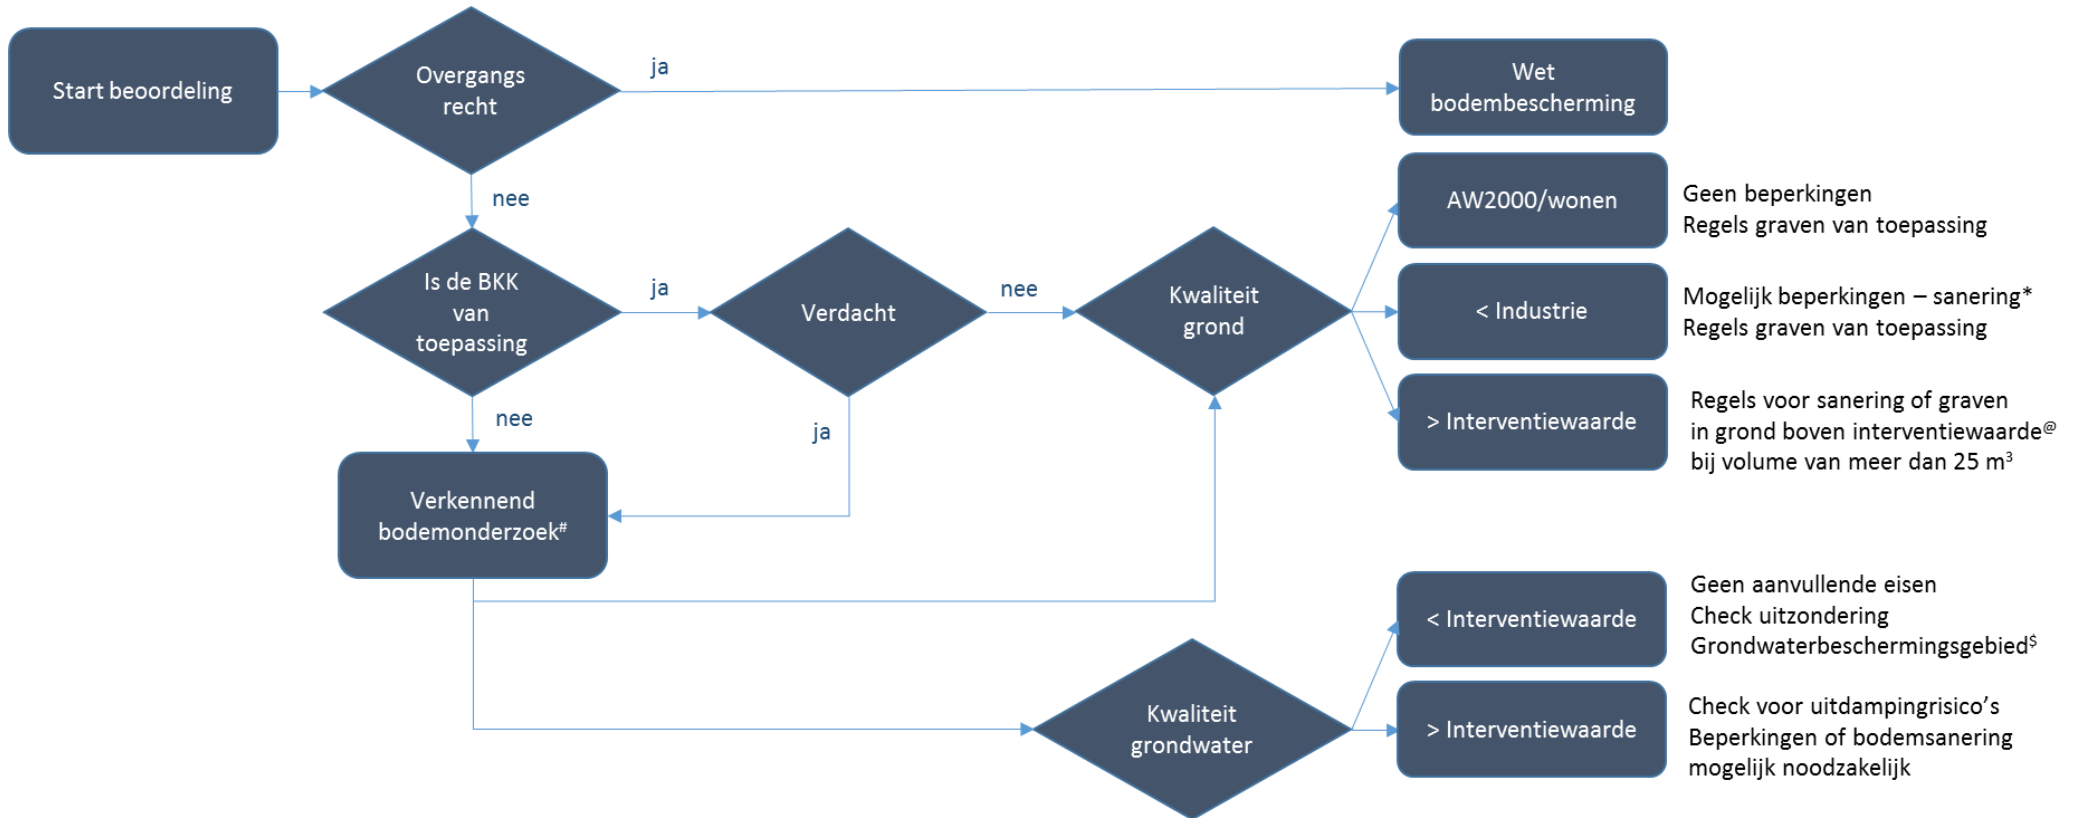 Start beoordeling
Overgangs
recht
ja
Wet
bodembescherming
nee
AW2000/wonen
Geen beperkingen
Regels graven van toepassing
Is de BKK
van
toepassing
ja
Verdacht
nee
Kwaliteit
grond
< Industrie
Mogelijk beperkingen – sanering*
Regels graven van toepassing
> Interventiewaarde
Regels voor sanering of graven
in grond boven interventiewaarde@
bij volume van meer dan 25 m³
nee
ja
Verkennend
bodemonderzoek#
< Interventiewaarde
Geen aanvullende eisen
Check uitzondering
Grondwaterbeschermingsgebied$
Kwaliteit
grondwater
> Interventiewaarde
Check voor uitdampingrisico’s
Beperkingen of bodemsanering
mogelijk noodzakelijk